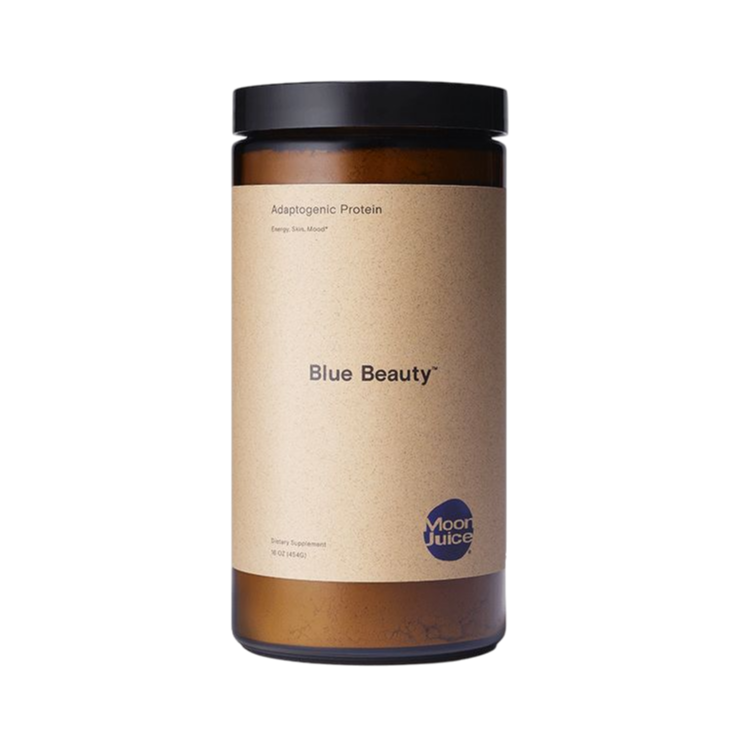 Adaptogenic Protein
Energy, Skin, Mood*
Blue Beauty™
Moon
Juice®
Dietary Supplement
16 OZ (454G)